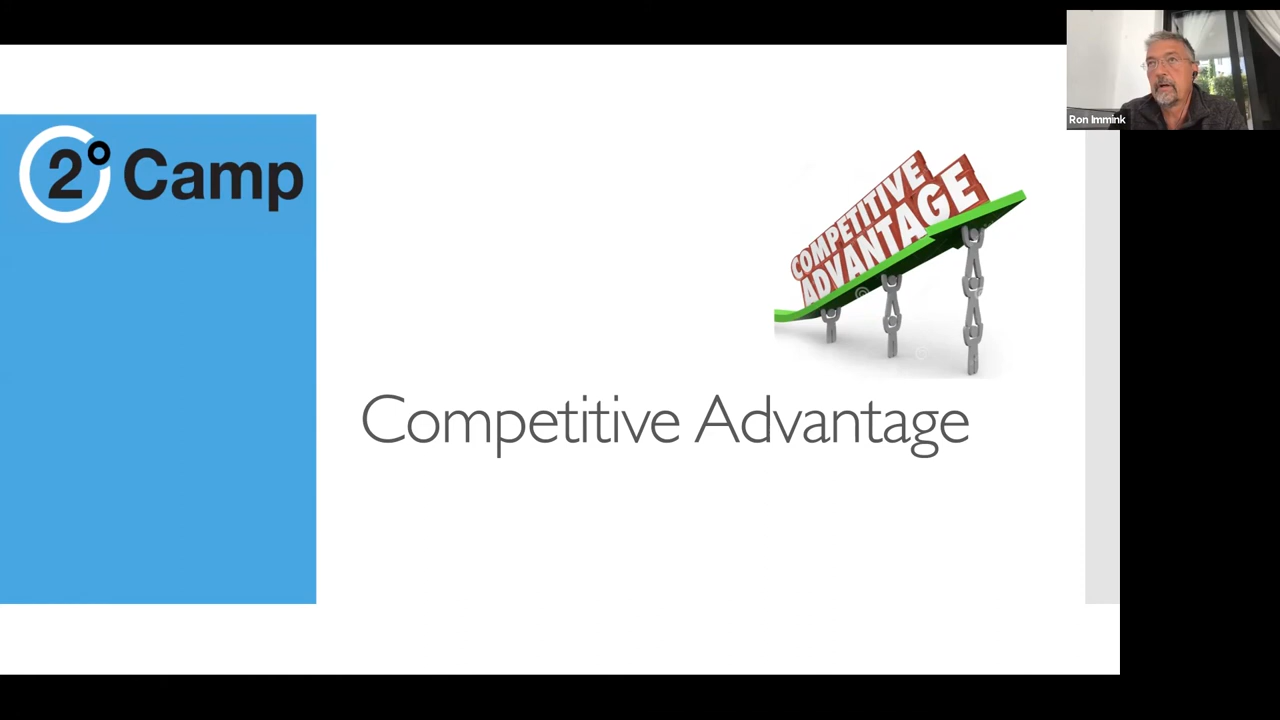 2° Camp
Ron Immink
COMPETITIVE
ADVANTAGE
Competitive Advantage